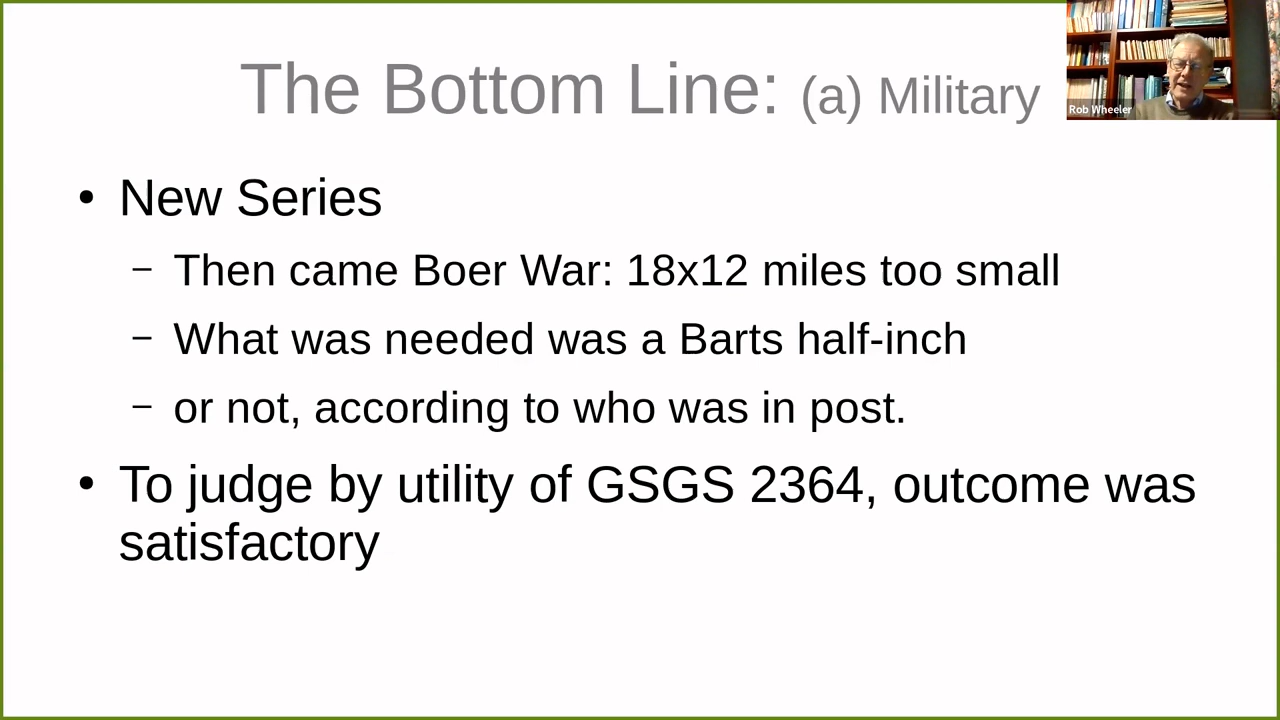 The Bottom Line: (a) Military
Rob Wheeler
• New Series
– Then came Boer War: 18x12 miles too small
– What was needed was a Barts half-inch
– or not, according to who was in post.
• To judge by utility of GSGS 2364, outcome was
satisfactory